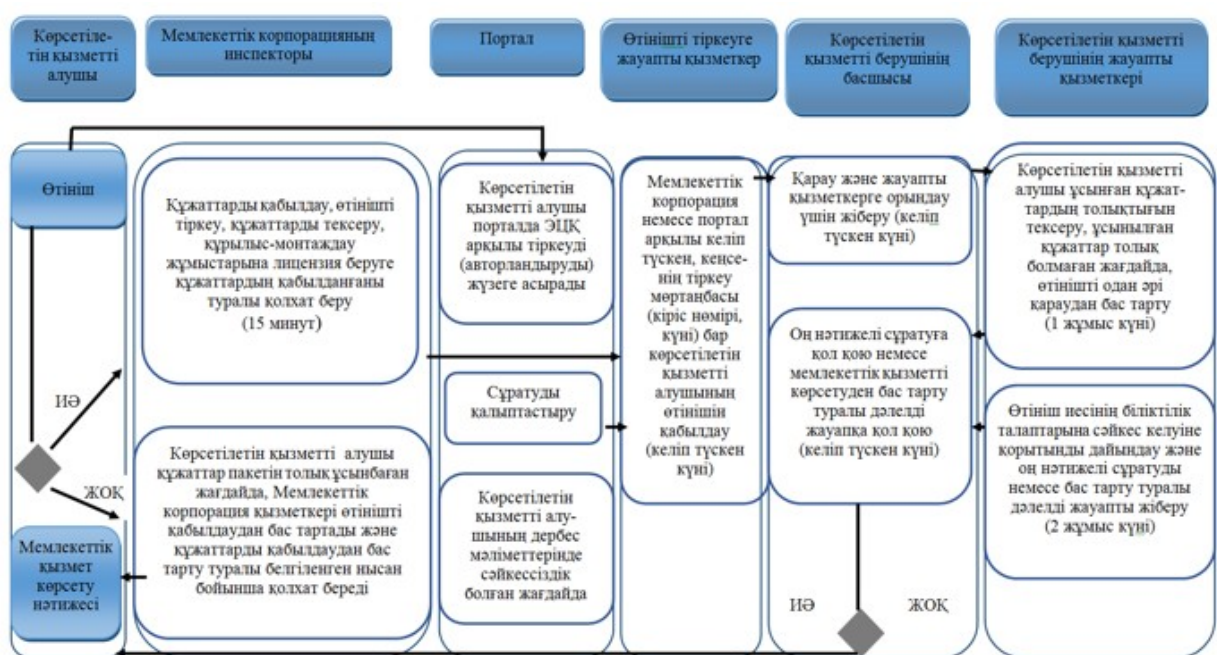 Көрсетіле-
тін қызметті
алушы
Мемлекеттік корпорацияның
инспекторы
Портал
Өтінішті тіркеуге
жауапты қызметкер
Көрсетілетін
қызметті берушінің
басшысы
Көрсетілетін қызметті
берушінің жауапты
қызметкері
Өтініш
ИӘ
ЖОҚ
Мемлекеттік
қызмет
көрсету
нәтижесі
Құжаттарды қабылдау, өтінішті
тіркеу, құжаттарды тексеру,
құрылыс-монтаждау
жұмыстарына лицензия беруге
құжаттардың қабылданғаны
туралы қолхат беру
(15 минут)
Көрсетілетін қызметті алушы
құжаттар пакетін толық ұсынбаған
жағдайда, Мемлекеттік
корпорация қызметкері өтінішті
қабылдаудан бас тартады және
құжаттарды қабылдаудан бас
тарту туралы белгіленген нысан
бойынша қолхат береді
Көрсетілетін
қызметті алушы
порталда ЭЦҚ
арқылы тіркеуді
(авторландыруды)
жүзеге асырады
Сұратуды
қалыптастыру
Көрсетілетін
қызметті алу-
шының дербес
мәліметтерінде
сәйкессіздік
болған жағдайда
Мемлекеттік
корпорация
немесе портал
арқылы келіп
түскен, кеңсе-
нің тіркеу
мөртаңбасы
(кіріс нөмірі,
күні) бар
көрсетілетін
қызметті
алушының
өтінішін
қабылдау
(келіп түскен
күні)
Қарау және жауапты
қызметкерге орындау
үшін жіберу (келіп
түскен күні)
Оң нәтижелі сұратуға
қол қою немесе
мемлекеттік қызметті
көрсетуден бас тарту
туралы дәлелді
жауапқа қол қою
(келіп түскен күні)
ИӘ
ЖОҚ
Көрсетілетін қызметті
алушы ұсынған құжат-
тардың толықтығын
тексеру, ұсынылған
құжаттар толық
болмаған жағдайда,
өтінішті одан әрі
қараудан бас тарту
(1 жұмыс күні)
Өтініш иесінің біліктілік
талаптарына сәйкес келуіне
қорытынды дайындау және
оң нәтижелі сұратуды
немесе бас тарту туралы
дәлелді жауапты жіберу
(2 жұмыс күні)